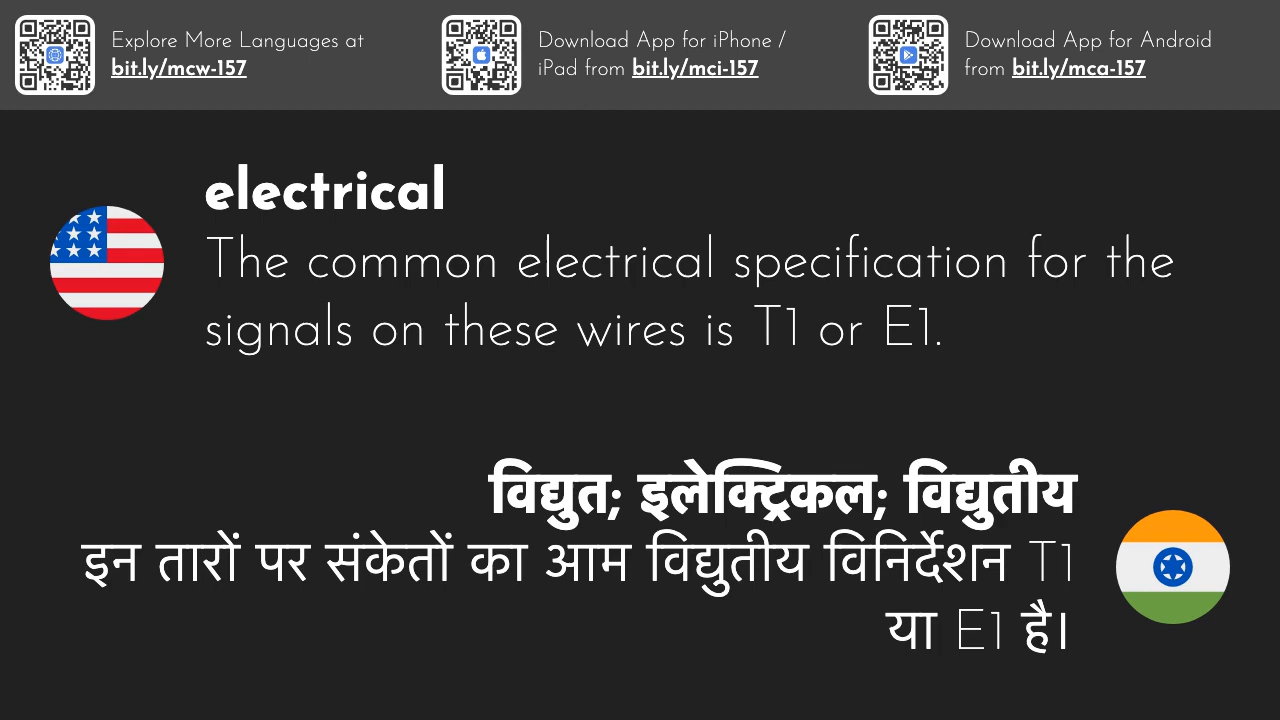 Explore More Languages at
bit.ly/mcw-157
Download App for iPhone /
iPad from bit.ly/mci-157
Download App for Android
from bit.ly/mca-157
electrical
The common electrical specification for the
signals on these wires is T1 or E1.
विद्युत; इलेक्ट्रिकल; विद्युतीय
इन तारों पर संकेतों का आम विद्युतीय विनिर्देशन T1
या E1 है।